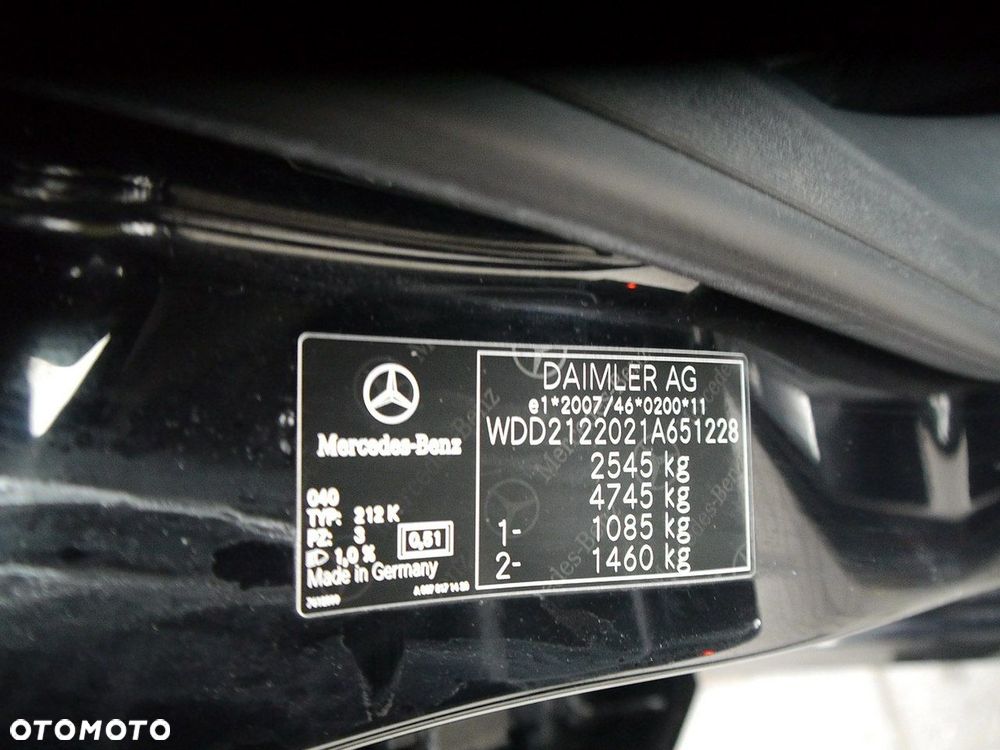 Mercedes-Benz
040
TYP: 212 K
PZ: 3
1,0 % 0,51
Made in Germany
DAIMLER AG
e1*2007/46*0200*11
WDD2122021A651228
2545 kg
4745 kg
1- 1085 kg
2- 1460 kg
OTOMOTO